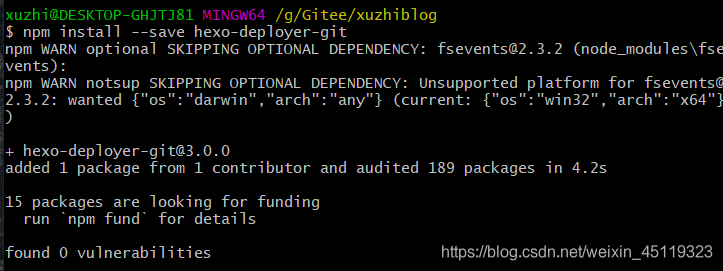 xuzhi@DESKTOP-GHJTJ81 MINGW64 /g/Gitee/xuzhiblog
$ npm install --save hexo-deployer-git
npm WARN optional SKIPPING OPTIONAL DEPENDENCY: fsevents@2.3.2 (node_modules\fse
vents):
npm WARN notsup SKIPPING OPTIONAL DEPENDENCY: Unsupported platform for fsevents@
2.3.2: wanted {"os":"darwin","arch":"any"} (current: {"os":"win32","arch":"x64"}
)
+ hexo-deployer-git@3.0.0
added 1 package from 1 contributor and audited 189 packages in 4.2s
15 packages are looking for funding
run `npm fund` for details
found 0 vulnerabilities
https://blog.csdn.net/weixin_45119323